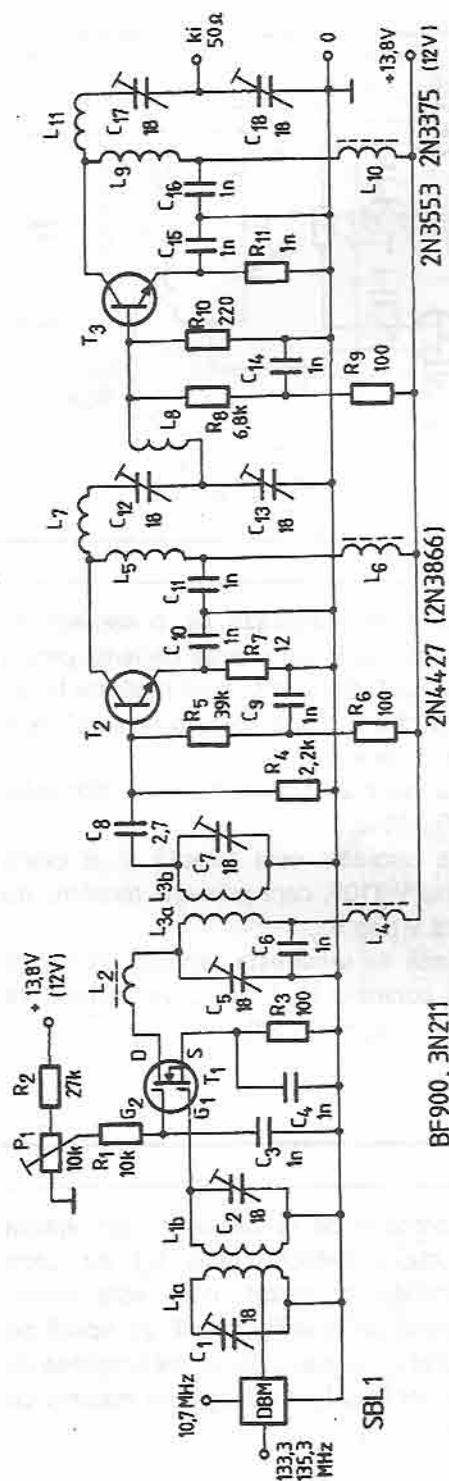 10,7 MHz
133,3
135,3
MHz
DBM
SBL1
C1
18
L1a
L1b
C2
18
P1
10k
R2
27k
+13,8V
(12V)
R1
10k
G2
G1
D
S
T1
C3
1n
C4
1n
R3
100
BF900, 3N211
L2
L3a
L3b
C5
18
C6
1n
C7
18
L4
C8
2,7
R4
2,2k
T2
R5
39k
C9
1n
R6
100
R7
12
C10
1n
C11
1n
L5
L6
L7
2N4427 (2N3866)
C12
18
C13
18
L8
R8
6,8k
R9
100
T3
R10
220
C14
1n
R11
1n
C15
1n
C16
1n
L9
L10
L11
2N3553 2N3375
C17
18
C18
18
ki
50Ω
0
+13,8V
(12V)